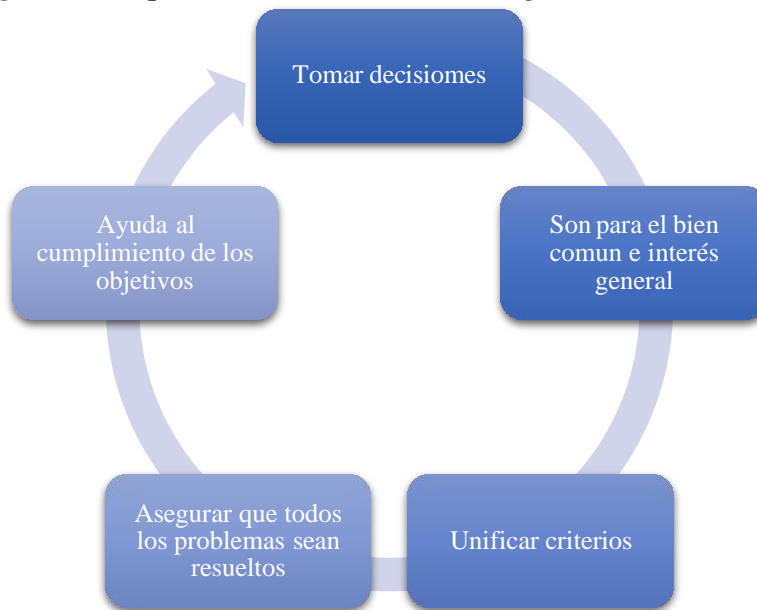 Tomar decisiomes
Son para el bien
comun e interés
general
Unificar criterios
Asegurar que todos
los problemas sean
resueltos
Ayuda al
cumplimiento de los
objetivos